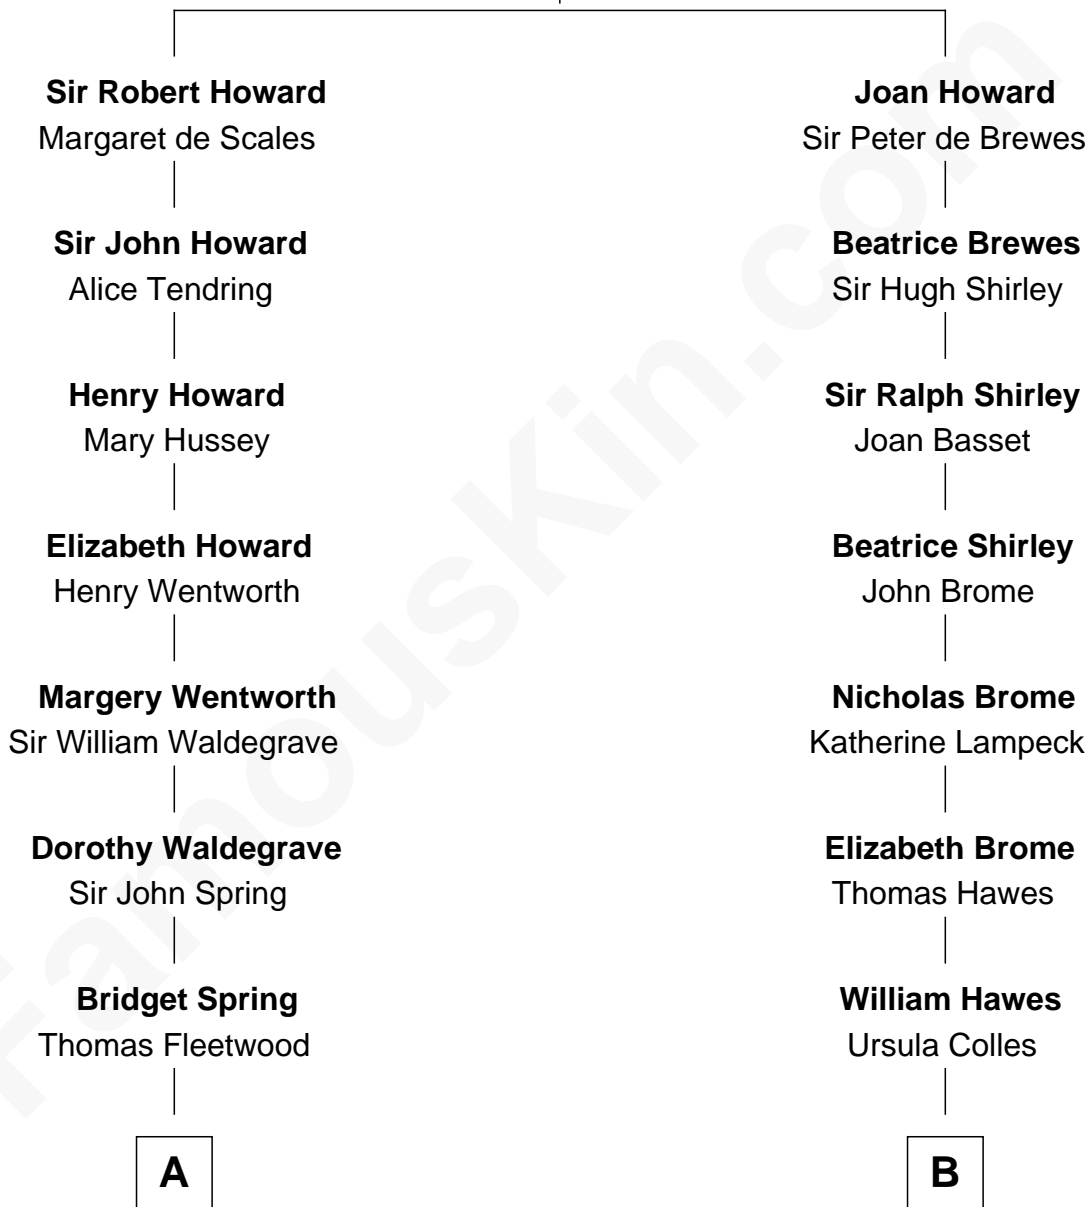 Sir Robert Howard
Margaret de Scales
Sir John Howard
Alice Tendring
Henry Howard
Mary Hussey
Elizabeth Howard
Henry Wentworth
Margery Wentworth
Sir William Waldegrave
Dorothy Waldegrave
Sir John Spring
Bridget Spring
Thomas Fleetwood
A
Joan Howard
Sir Peter de Brewes
Beatrice Brewes
Sir Hugh Shirley
Sir Ralph Shirley
Joan Basset
Beatrice Shirley
John Brome
Nicholas Brome
Katherine Lampeck
Elizabeth Brome
Thomas Hawes
William Hawes
Ursula Colles
B
FamousKin.com